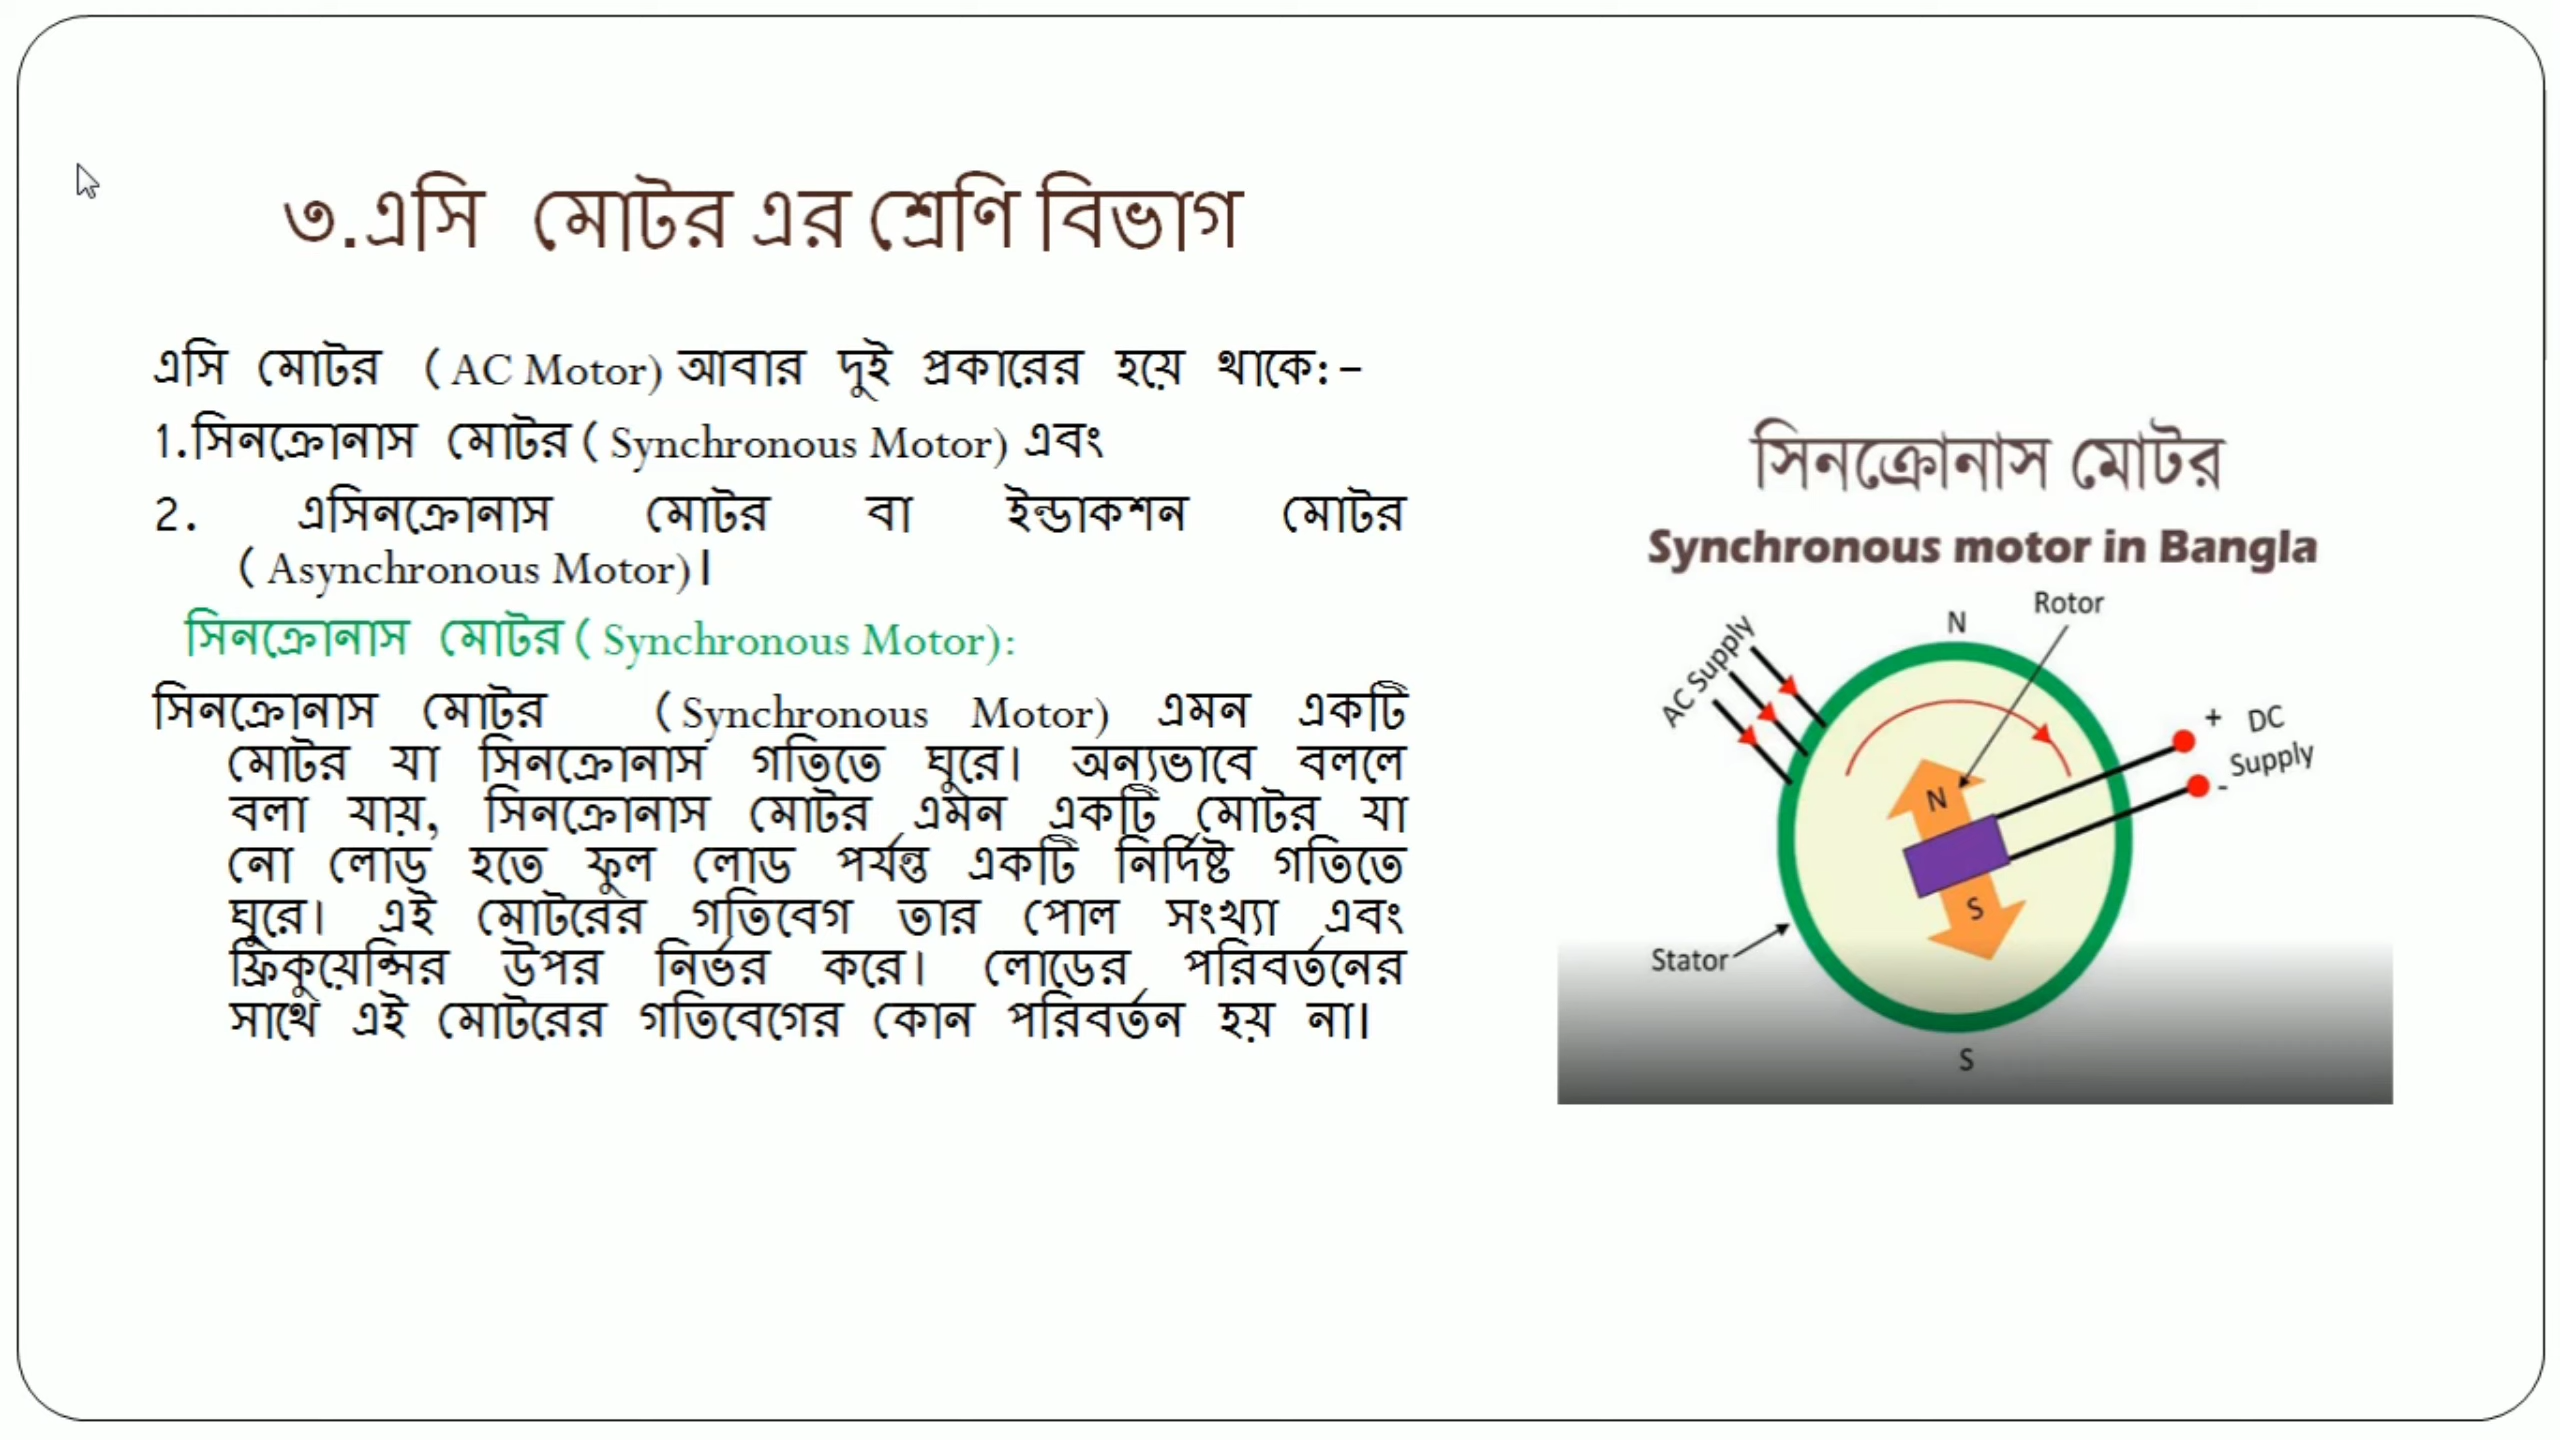 ৩.এসি মোটর এর শ্রেণি বিভাগ
এসি মোটর (AC Motor) আবার দুই প্রকারের হয়ে থাকে:-
1.সিনক্রোনাস মোটর(Synchronous Motor) এবং
2. এসিনক্রোনাস মোটর বা ইন্ডাকশন মোটর
(Asynchronous Motor)।
সিনক্রোনাস মোটর(Synchronous Motor):
সিনক্রোনাস মোটর (Synchronous Motor) এমন একটি
মোটর যা সিনক্রোনাস গতিতে ঘুরে। অন্যভাবে বললে
বলা যায়, সিনক্রোনাস মোটর এমন একটি মোটর যা
নো লোড হতে ফুল লোড পর্যন্ত একটি নির্দিষ্ট গতিতে
ঘুরে। এই মোটরের গতিবেগ তার পোল সংখ্যা এবং
ফ্রিকুয়েন্সির উপর নির্ভর করে। লোডের পরিবর্তনের
সাথে এই মোটরের গতিবেগের কোন পরিবর্তন হয় না।
সিনক্রোনাস মোটর
Synchronous motor in Bangla
Rotor
N
AC Supply
+ DC
Supply
-
N
S
Stator
S